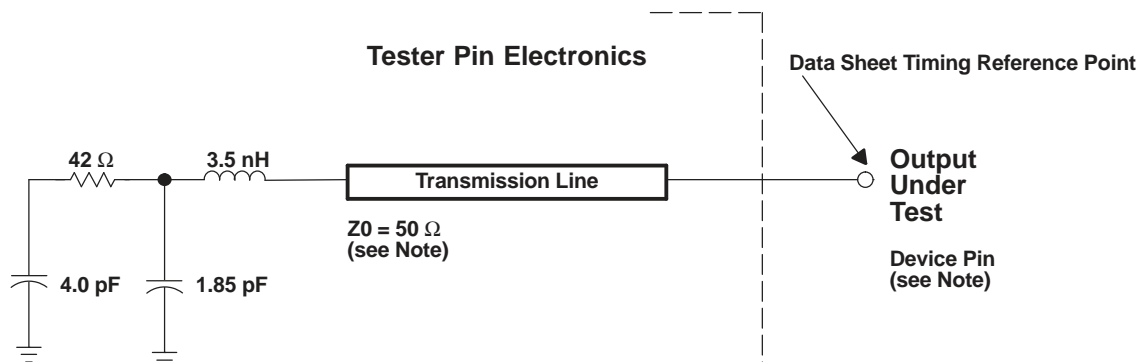 Tester Pin Electronics
Data Sheet Timing Reference Point
42 Ω
3.5 nH
Transmission Line
Output
Under
Test
Z0 = 50 Ω
(see Note)
Device Pin
(see Note)
4.0 pF
1.85 pF